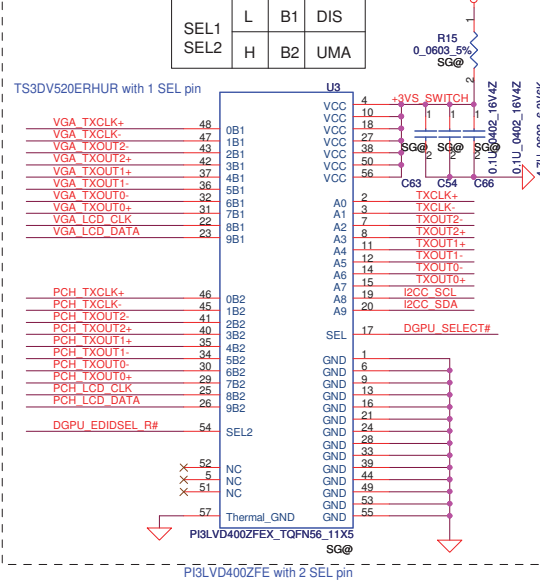 SEL1 L B1 DIS
SEL2 H B2 UMA
R15
0_0603_5%
SG@
1
2
TS3DV520ERHUR with 1 SEL pin
U3
+3VS_SWITCH
VCC 4
VCC 10
VCC 18
VCC 27
VCC 38
VCC 50
VCC 56
1 1 1
SG@ SG@ SG@
2 2 2
C63 C54 C66
0.1U_0402_16V4Z
0.1U_0402_16V4Z
VGA_TXCLK+ 48 0B1
VGA_TXCLK- 47 1B1
VGA_TXOUT2- 43 2B1
VGA_TXOUT2+ 42 3B1
VGA_TXOUT1+ 37 4B1
VGA_TXOUT1- 36 5B1
VGA_TXOUT0- 32 6B1
VGA_TXOUT0+ 31 7B1
VGA_LCD_CLK 22 8B1
VGA_LCD_DATA 23 9B1
A0 2 TXCLK+
A1 3 TXCLK-
A2 7 TXOUT2-
A3 8 TXOUT2+
A4 11 TXOUT1+
A5 12 TXOUT1-
A6 14 TXOUT0-
A7 15 TXOUT0+
A8 19 I2CC_SCL
A9 20 I2CC_SDA
SEL 17 DGPU_SELECT#
PCH_TXCLK+ 46 0B2
PCH_TXCLK- 45 1B2
PCH_TXOUT2- 41 2B2
PCH_TXOUT2+ 40 3B2
PCH_TXOUT1+ 35 4B2
PCH_TXOUT1- 34 5B2
PCH_TXOUT0- 30 6B2
PCH_TXOUT0+ 29 7B2
PCH_LCD_CLK 25 8B2
PCH_LCD_DATA 26 9B2
DGPU_EDIDSEL_R# 54 SEL2
52 NC
5 NC
51 NC
57 Thermal_GND
GND 1
GND 6
GND 9
GND 13
GND 16
GND 21
GND 24
GND 28
GND 33
GND 39
GND 44
GND 49
GND 53
GND 55
PI3LVD400ZFEX_TQFN56_11X5
SG@
PI3LVD400ZFE with 2 SEL pin